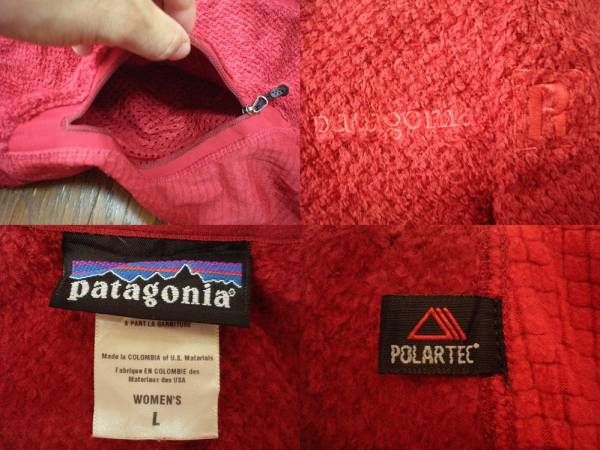 patagonia
R
patagonia®
À PART LA GARNITURE
Made in COLOMBIA of U.S. Materials
Fabriqué EN COLOMBIE des
Matériaux des USA
WOMEN'S
L
POLARTEC®